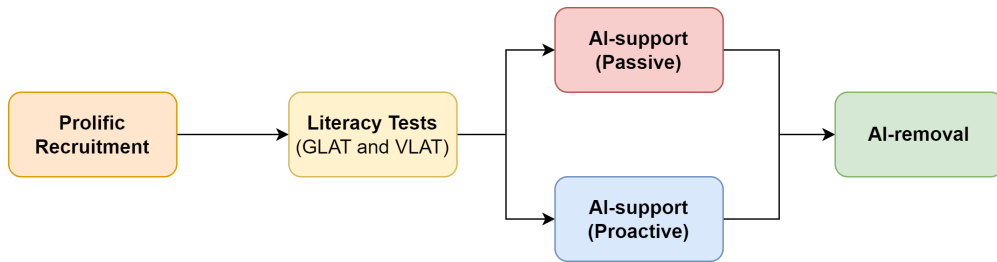 Prolific
Recruitment
Literacy Tests
(GLAT and VLAT)
AI-support
(Passive)
AI-support
(Proactive)
AI-removal